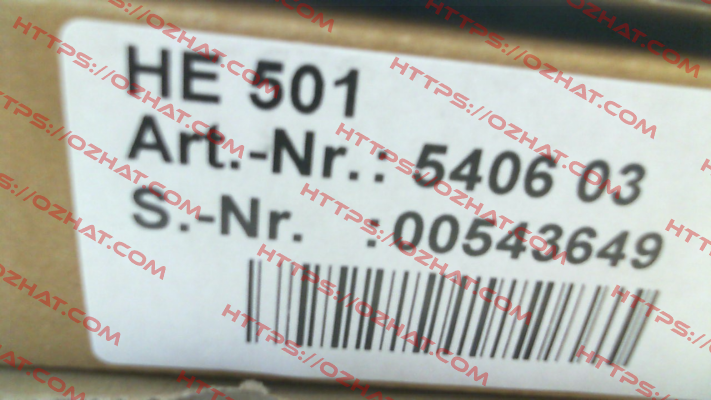 HE 501
Art.-Nr.: 5406 03
S.-Nr. :00543649
HTTPS://OZHAT.COM